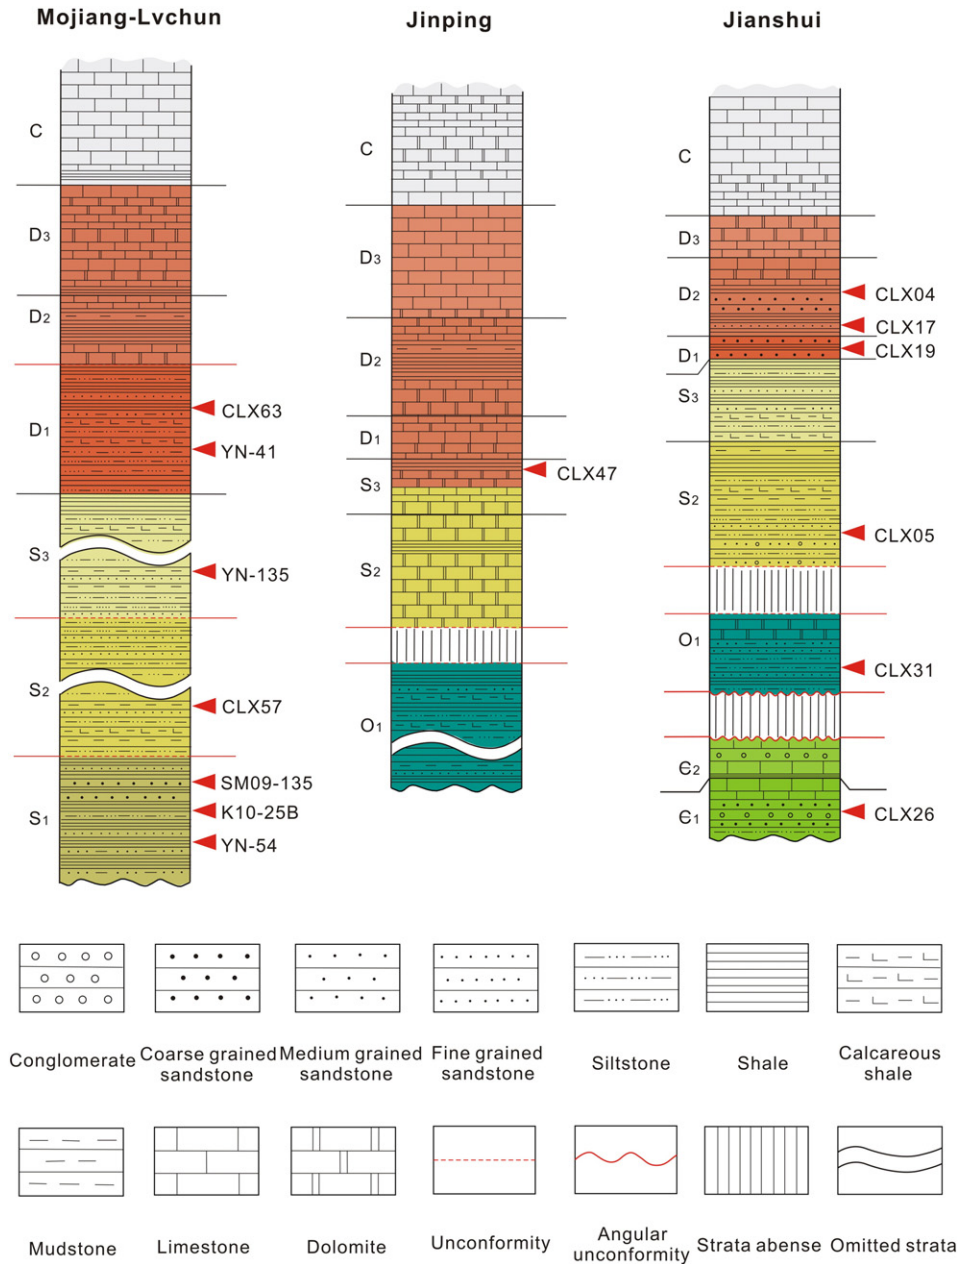 Mojiang-Lvchun
Jinping
Jianshui
C
D3
D2
D1
S3
S2
S1
CLX63
YN-41
YN-135
CLX57
SM09-135
K10-25B
YN-54
C
D3
D2
D1
S3
S2
O1
CLX47
C
D3
D2
D1
S3
S2
O1
Є2
Є1
CLX04
CLX17
CLX19
CLX05
CLX31
CLX26
Conglomerate
Coarse grained
sandstone
Medium grained
sandstone
Fine grained
sandstone
Siltstone
Shale
Calcareous
shale
Mudstone
Limestone
Dolomite
Unconformity
Angular
unconformity
Strata abense
Omitted strata